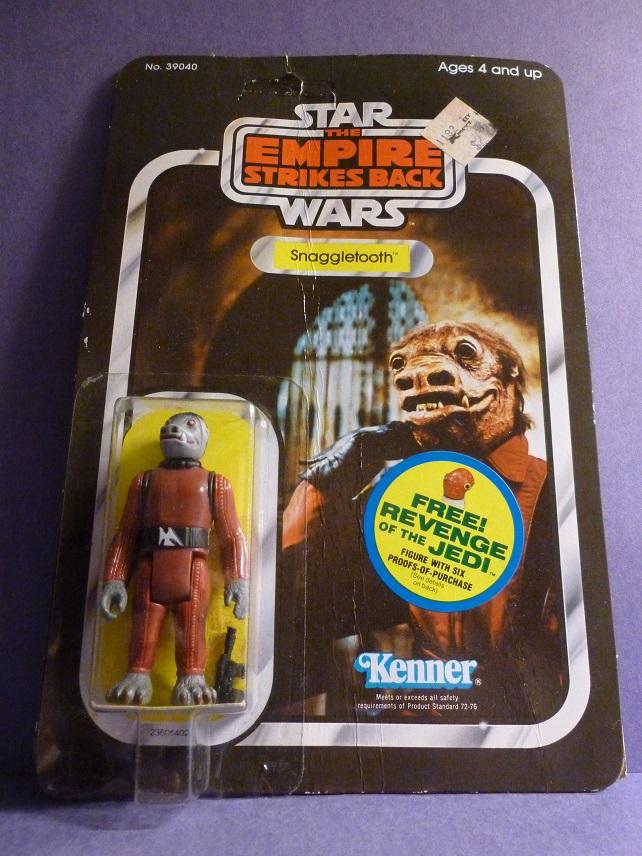 No. 39040
Ages 4 and up
STAR
THE
EMPIRE
STRIKES BACK
WARS
Snaggletooth™
FREE!
REVENGE
OF THE JEDI™
FIGURE WITH SIX
PROOFS-OF-PURCHASE
(See details
on back)
Kenner®
Meets or exceeds all safety
requirements of Product Standard 72-76